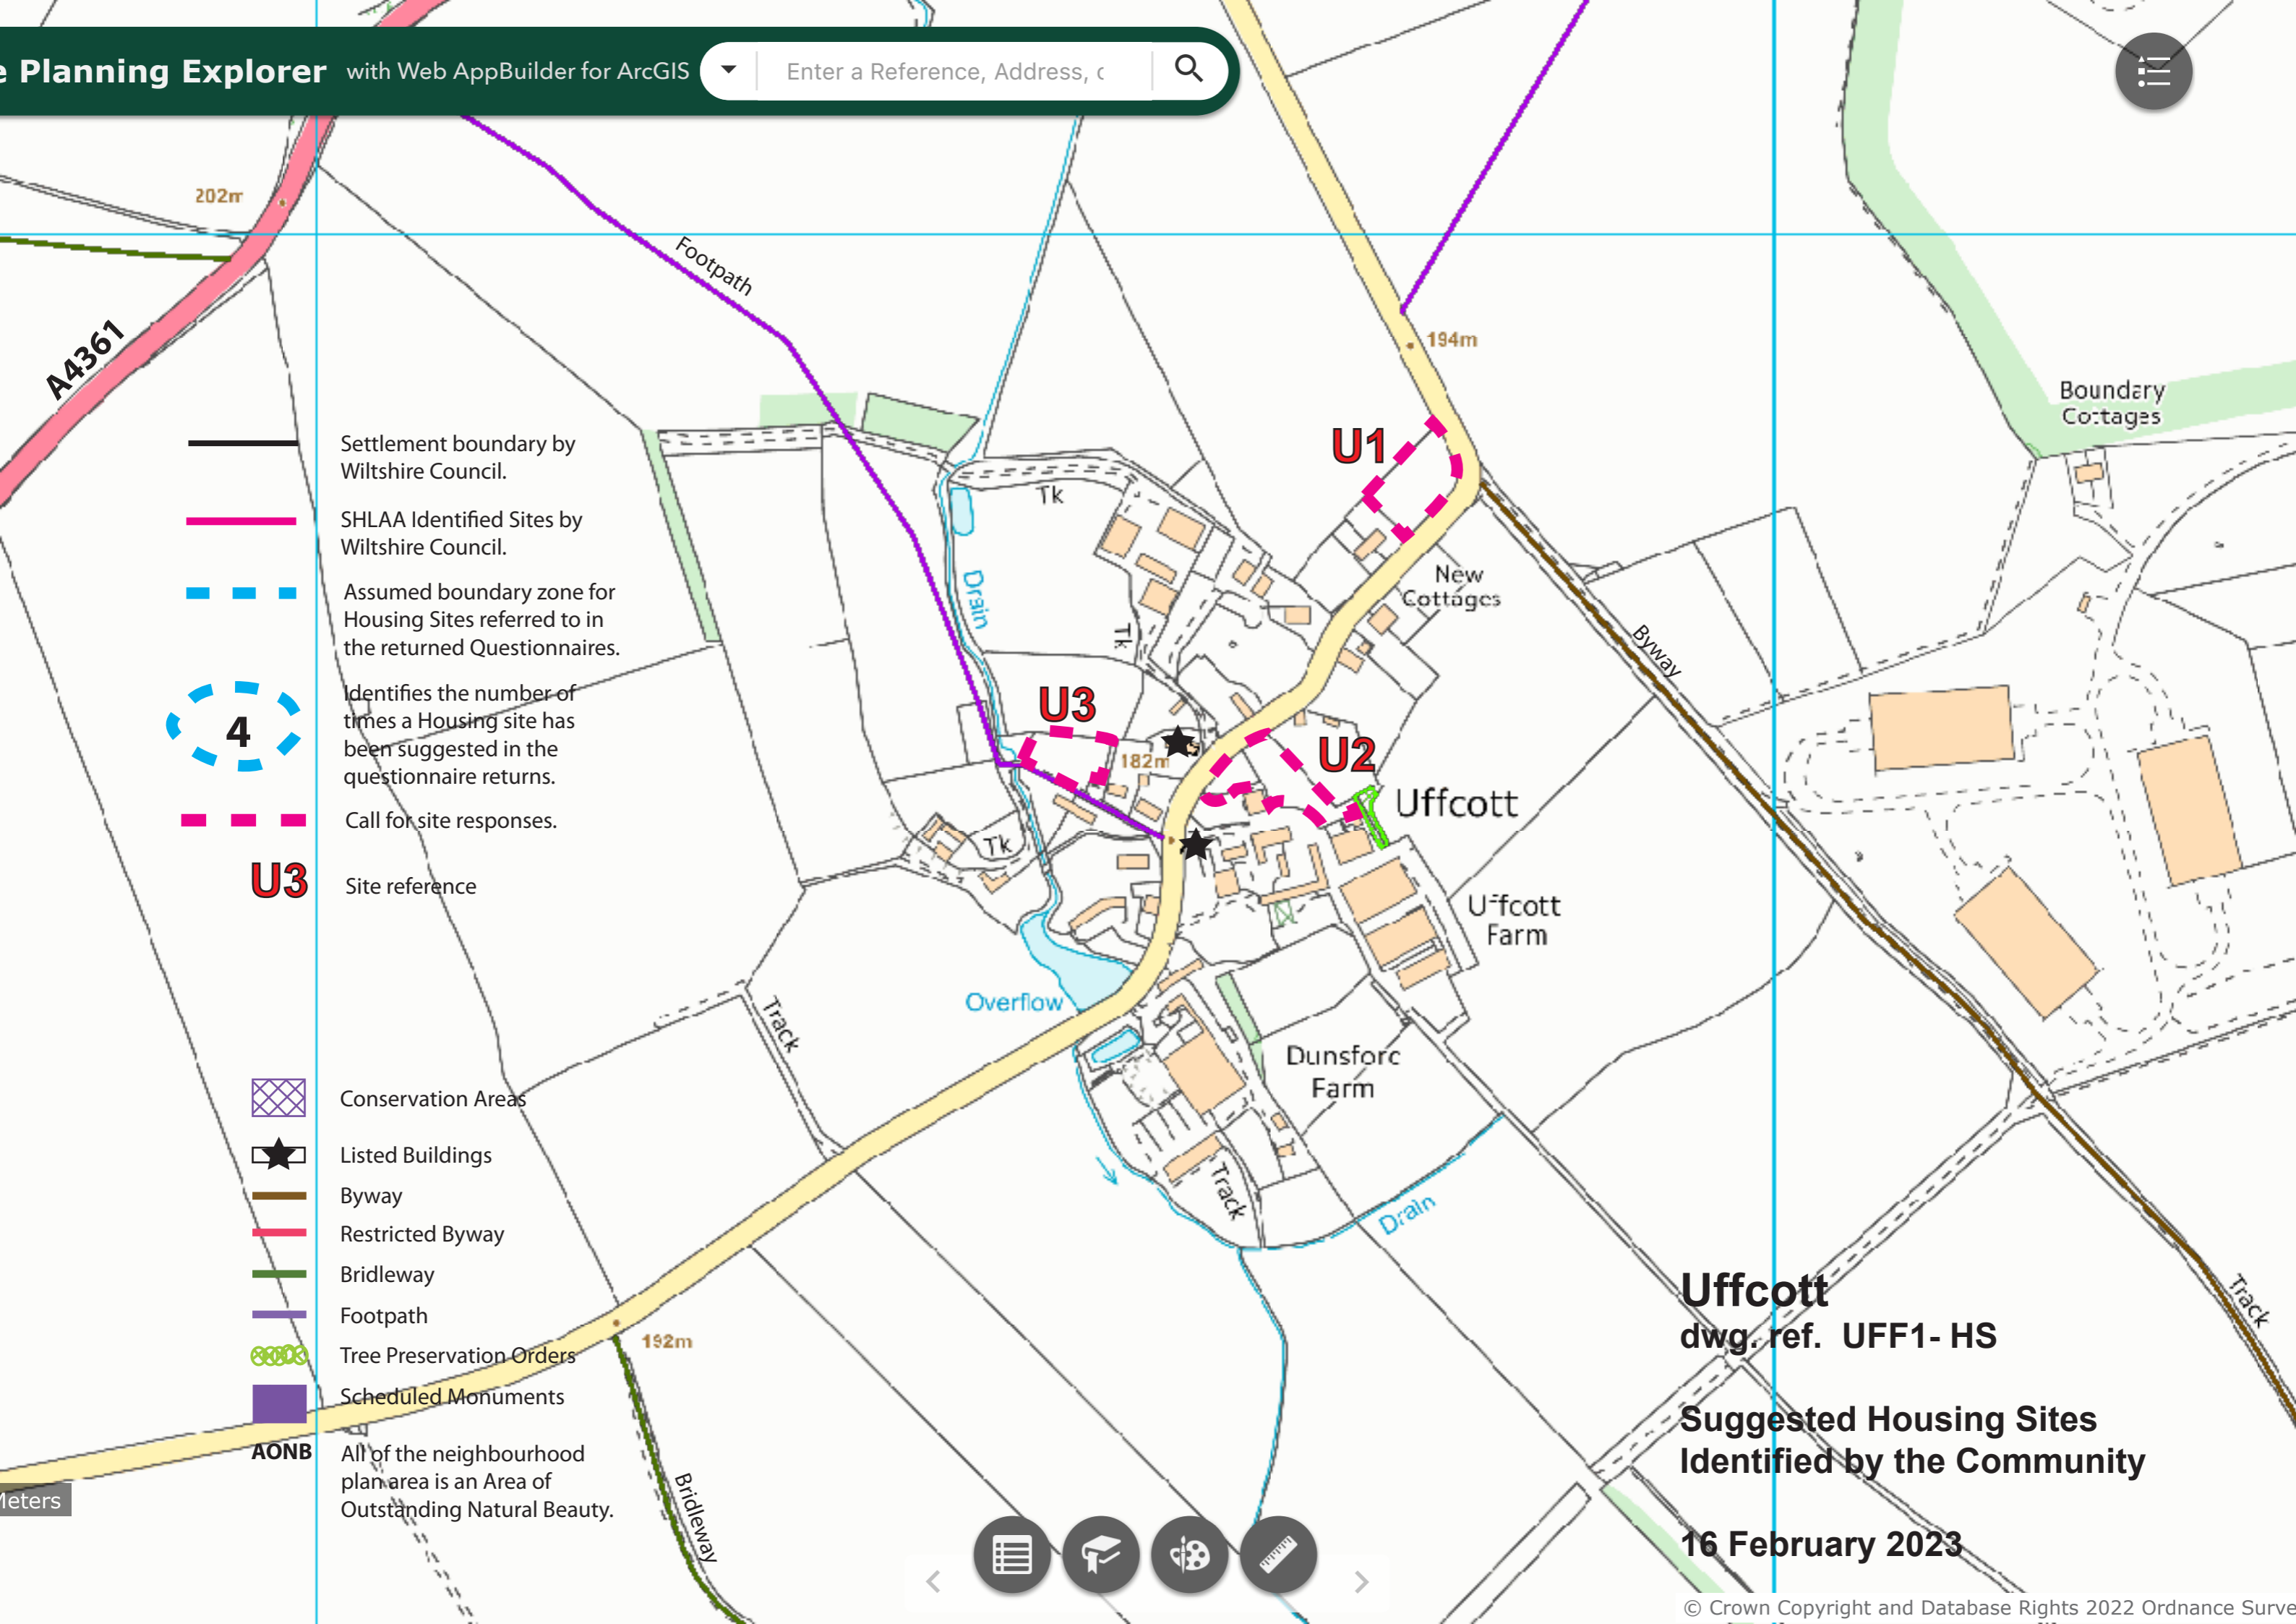 e Planning Explorer with Web AppBuilder for ArcGIS
Enter a Reference, Address, c
202m
Footpath
A4361
194m
Boundary
Cottages
U1
Tk
Drain
New
Cottages
Tk
Byway
U3
182m
U2
Uffcott
Tk
Uffcott
Farm
Overflow
Track
Dunsford
Farm
Track
Drain
Track
192m
Bridleway
Settlement boundary by
Wiltshire Council.
SHLAA Identified Sites by
Wiltshire Council.
Assumed boundary zone for
Housing Sites referred to in
the returned Questionnaires.
4
Identifies the number of
times a Housing site has
been suggested in the
questionnaire returns.
Call for site responses.
U3
Site reference
Conservation Areas
Listed Buildings
Byway
Restricted Byway
Bridleway
Footpath
Tree Preservation Orders
Scheduled Monuments
AONB
All of the neighbourhood
plan area is an Area of
Outstanding Natural Beauty.
Meters
Uffcott
dwg. ref. UFF1- HS
Suggested Housing Sites
Identified by the Community
16 February 2023
© Crown Copyright and Database Rights 2022 Ordnance Surve